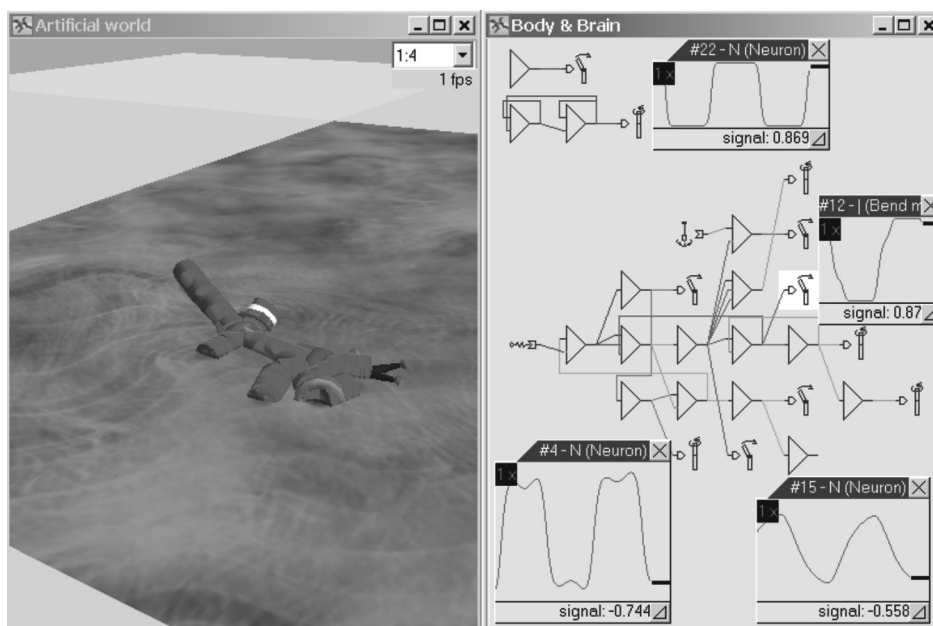 Artificial world
1:4
1 fps
Body & Brain
#22 - N (Neuron)
1 x
signal: 0.869
#12 - | (Bend m
1 x
signal: 0.87
#4 - N (Neuron)
1 x
signal: -0.744
#15 - N (Neuron)
1 x
signal: -0.558